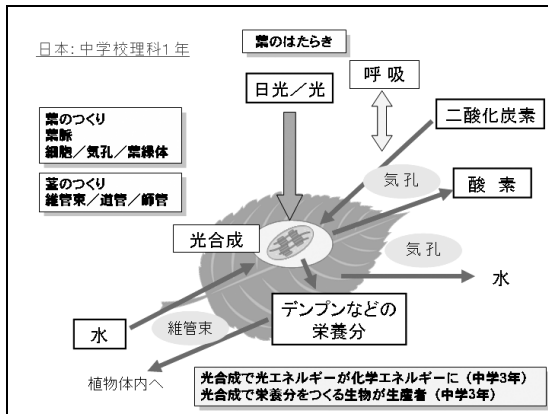 日本:中学校理科1年
葉のはたらき
日光／光
呼吸
二酸化炭素
葉のつくり
葉脈
細胞／気孔／葉緑体
茎のつくり
維管束／道管／師管
気孔
酸素
光合成
気孔
水
水
維管束
デンプンなどの
栄養分
植物体内へ
光合成で光エネルギーが化学エネルギーに（中学3年）
光合成で栄養分をつくる生物が生産者（中学3年）